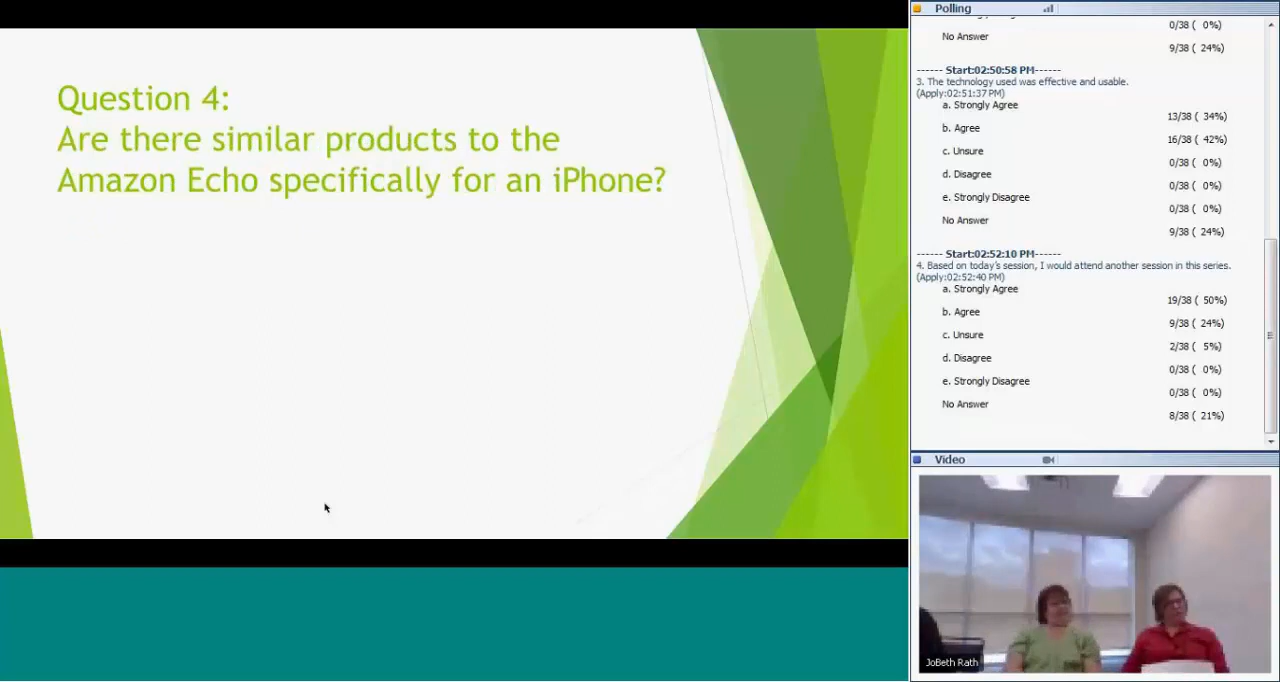 Question 4:
Are there similar products to the
Amazon Echo specifically for an iPhone?
Polling
0/38 ( 0%)
No Answer
9/38 ( 24%)
------ Start:02:50:58 PM------
3. The technology used was effective and usable.
(Apply:02:51:37 PM)
a. Strongly Agree
13/38 ( 34%)
b. Agree
16/38 ( 42%)
c. Unsure
0/38 ( 0%)
d. Disagree
0/38 ( 0%)
e. Strongly Disagree
0/38 ( 0%)
No Answer
9/38 ( 24%)
------ Start:02:52:10 PM------
4. Based on today's session, I would attend another session in this series.
(Apply:02:52:40 PM)
a. Strongly Agree
19/38 ( 50%)
b. Agree
9/38 ( 24%)
c. Unsure
2/38 ( 5%)
d. Disagree
0/38 ( 0%)
e. Strongly Disagree
0/38 ( 0%)
No Answer
8/38 ( 21%)
Video
JoBeth Rath